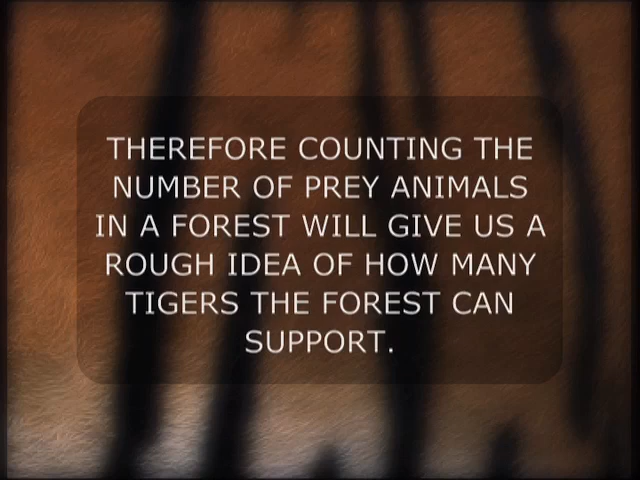 THEREFORE COUNTING THE
NUMBER OF PREY ANIMALS
IN A FOREST WILL GIVE US A
ROUGH IDEA OF HOW MANY
TIGERS THE FOREST CAN
SUPPORT.